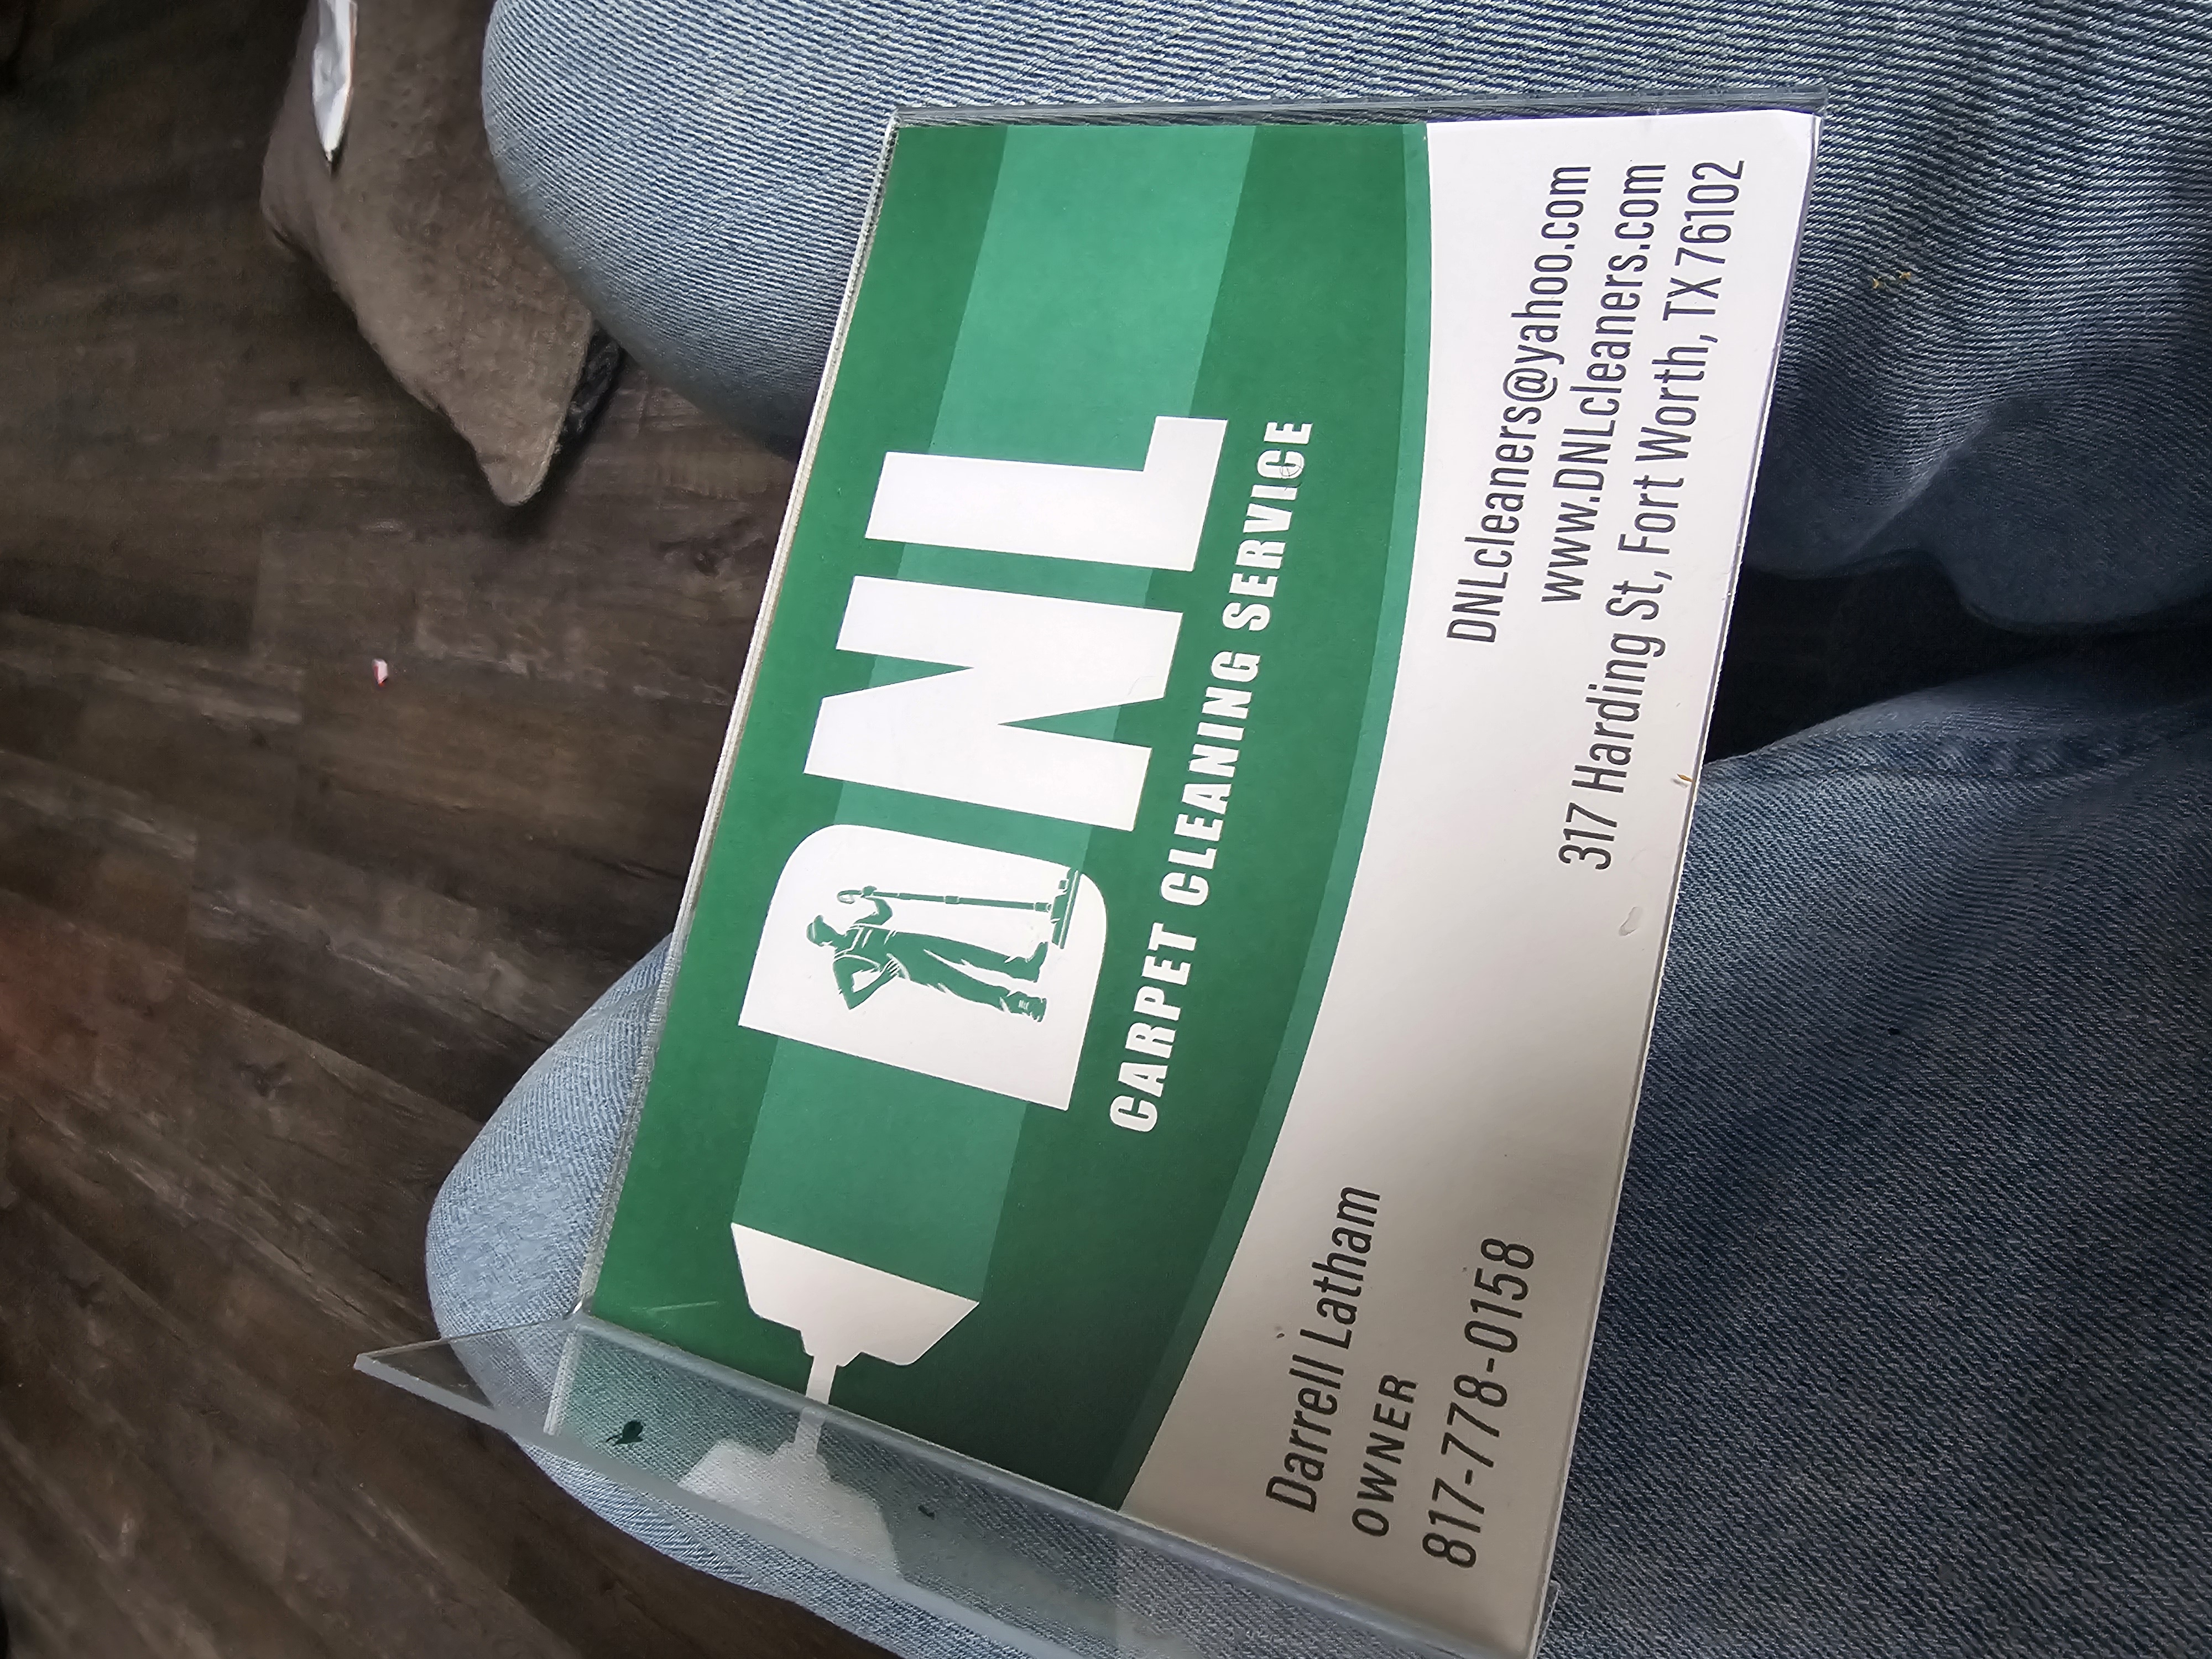 DNL
CARPET CLEANING SERVICE
Darrell Latham
OWNER
817-778-0158
DNLcleaners@yahoo.com
www.DNLcleaners.com
317 Harding St, Fort Worth, TX 76102